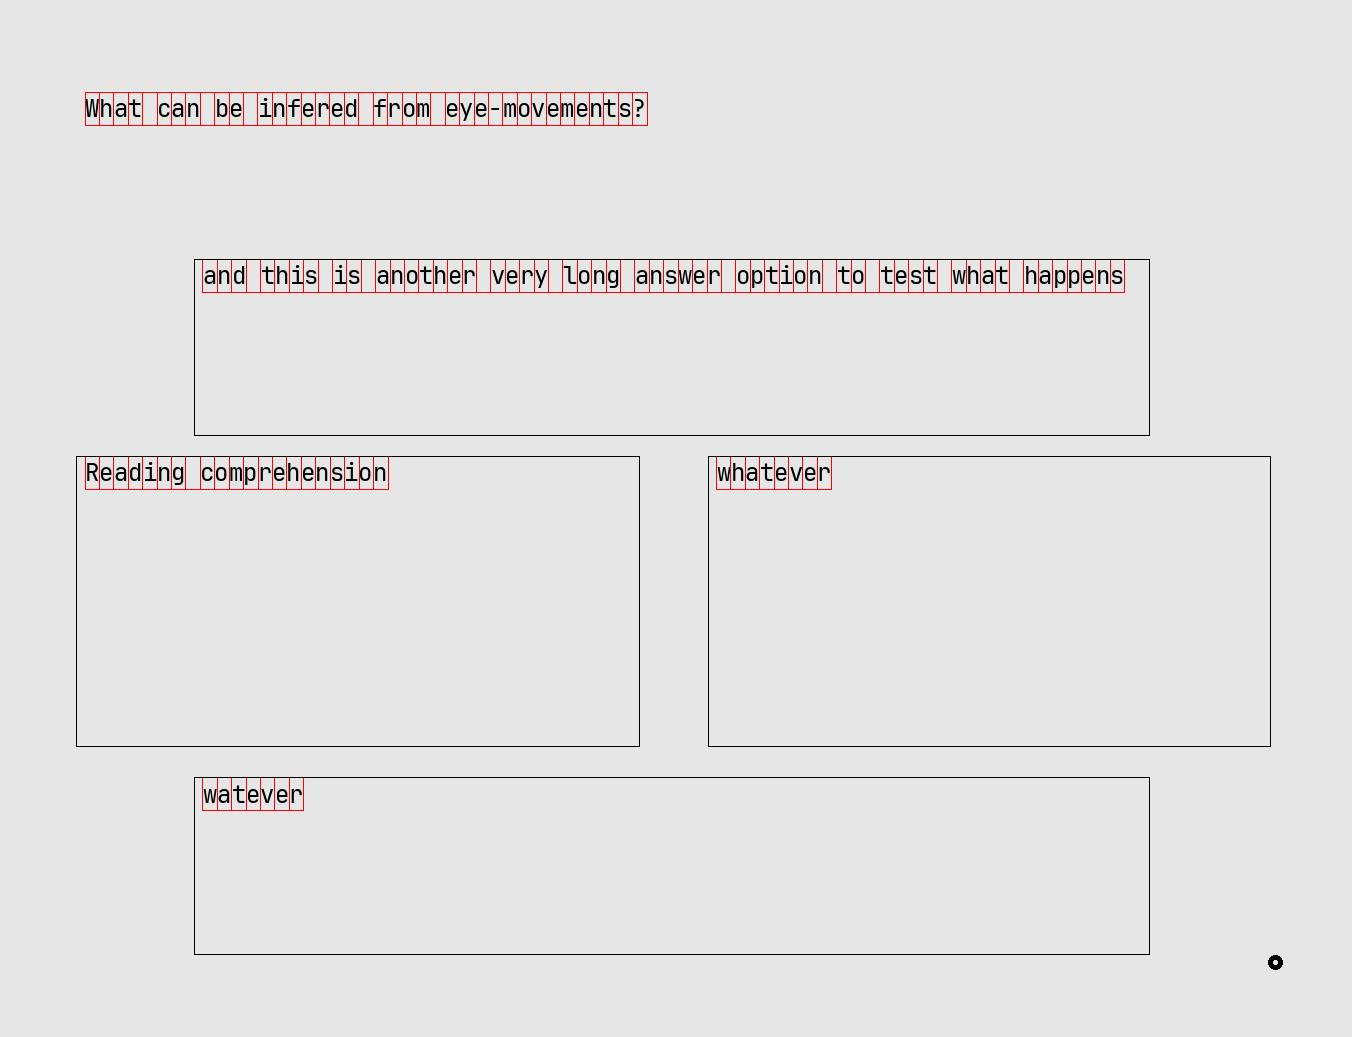 What can be infered from eye-movements?
and this is another very long answer option to test what happens
Reading comprehension
whatever
watever